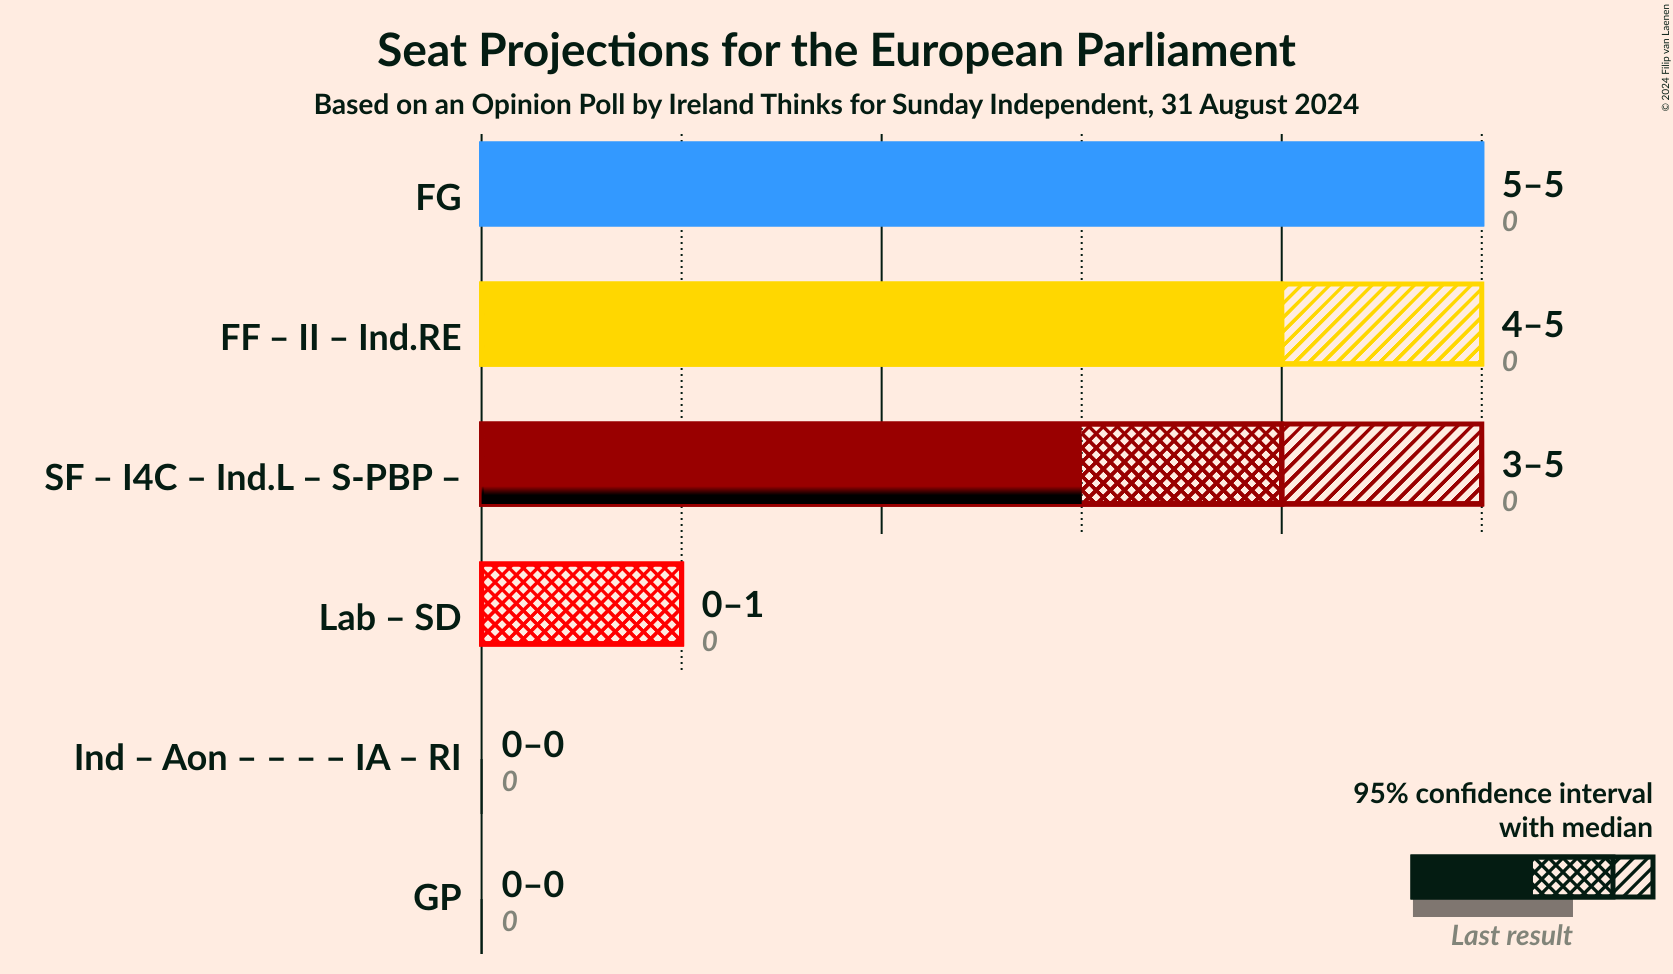 Seat Projections for the European Parliament
Based on an Opinion Poll by Ireland Thinks for Sunday Independent, 31 August 2024
© 2024 Filip van Laenen
FG
5–5
0
FF – II – Ind.RE
4–5
0
SF – I4C – Ind.L – S-PBP –
3–5
0
Lab – SD
0–1
0
Ind – Aon – – – – IA – RI
0–0
0
GP
0–0
0
95% confidence interval
with median
Last result